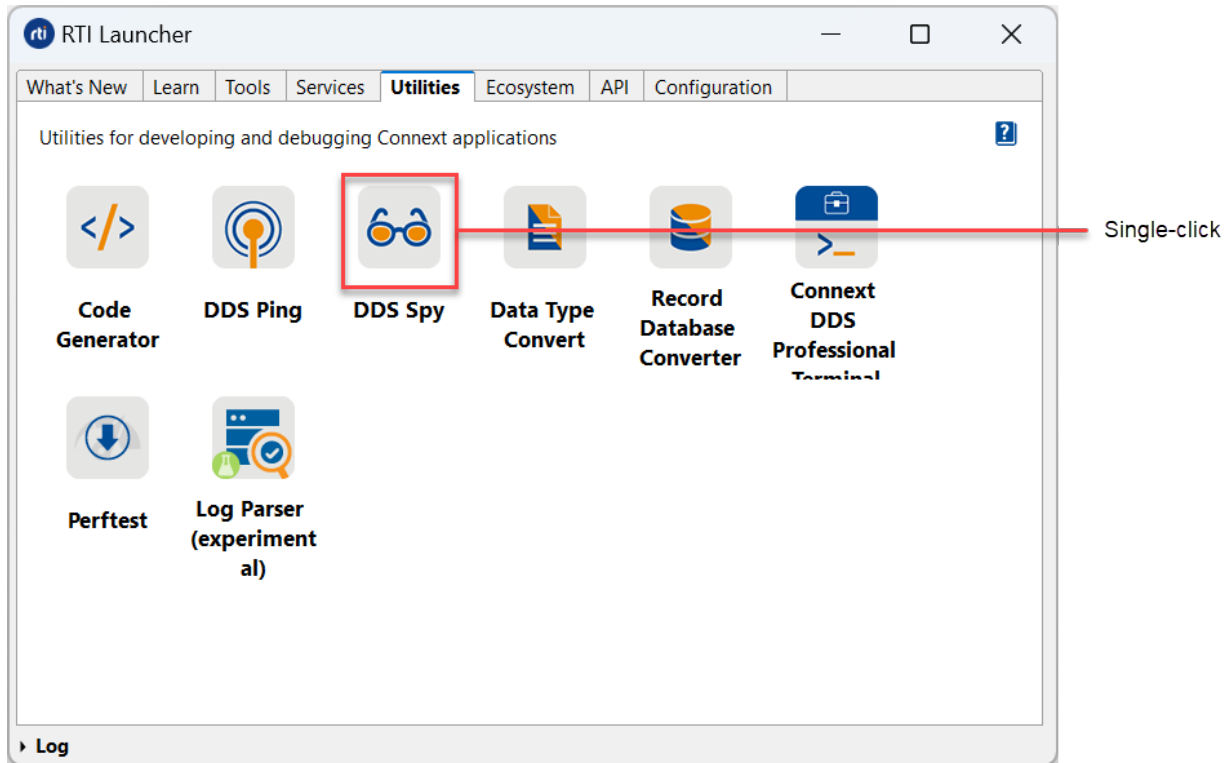 rti RTI Launcher
What's New Learn Tools Services Utilities Ecosystem API Configuration
Utilities for developing and debugging Connext applications
?
</>
>_
Code
Generator
DDS Ping
DDS Spy
Data Type
Convert
Record
Database
Converter
Connext
DDS
Professional
Terminal
Single-click
Perftest
Log Parser
(experiment
al)
Log